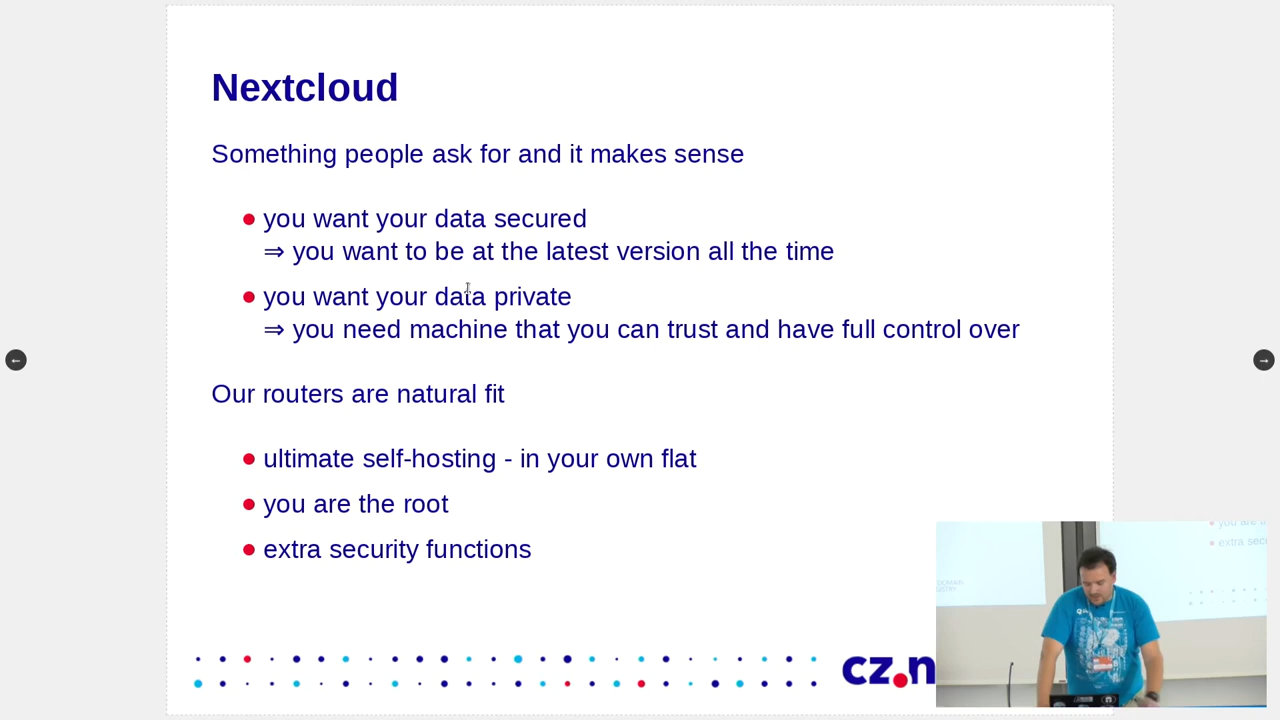 Nextcloud
Something people ask for and it makes sense
● you want your data secured
⇒ you want to be at the latest version all the time
● you want your data private
⇒ you need machine that you can trust and have full control over
Our routers are natural fit
● ultimate self-hosting - in your own flat
● you are the root
● extra security functions
cz.n